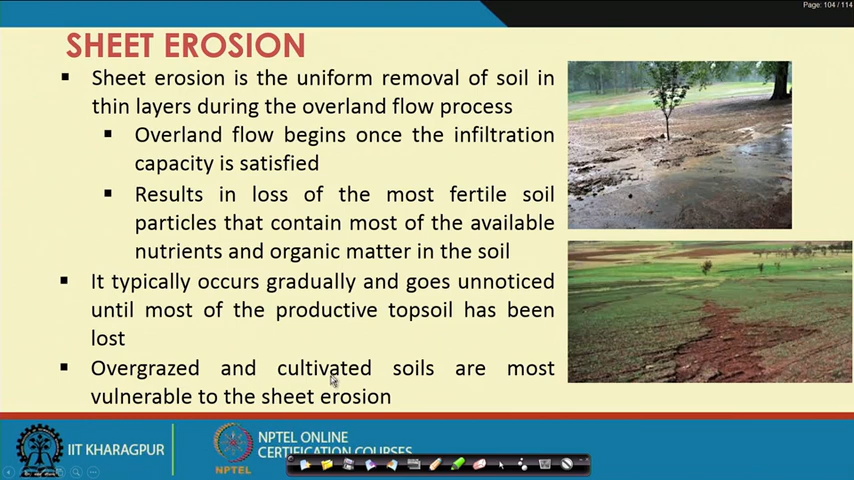 Page: 104 / 114
SHEET EROSION
▪ Sheet erosion is the uniform removal of soil in
thin layers during the overland flow process
▪ Overland flow begins once the infiltration
capacity is satisfied
▪ Results in loss of the most fertile soil
particles that contain most of the available
nutrients and organic matter in the soil
▪ It typically occurs gradually and goes unnoticed
until most of the productive topsoil has been
lost
▪ Overgrazed and cultivated soils are most
vulnerable to the sheet erosion
IIT KHARAGPUR
NPTEL
NPTEL ONLINE
CERTIFICATION COURSES